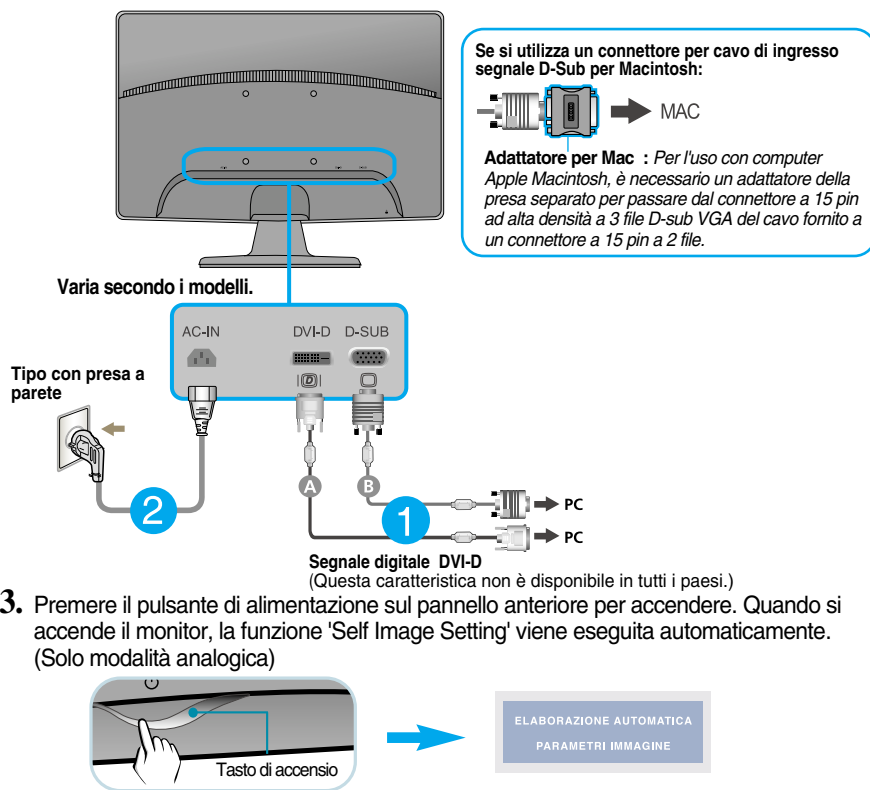 Se si utilizza un connettore per cavo di ingresso
segnale D-Sub per Macintosh:
MAC
Adattatore per Mac : Per l'uso con computer
Apple Macintosh, è necessario un adattatore della
presa separato per passare dal connettore a 15 pin
ad alta densità a 3 file D-sub VGA del cavo fornito a
un connettore a 15 pin a 2 file.
Varia secondo i modelli.
AC-IN DVI-D D-SUB
Tipo con presa a
parete
D
A B
2 1
PC
PC
Segnale digitale DVI-D
(Questa caratteristica non è disponibile in tutti i paesi.)
3. Premere il pulsante di alimentazione sul pannello anteriore per accendere. Quando si
accende il monitor, la funzione 'Self Image Setting' viene eseguita automaticamente.
(Solo modalità analogica)
Tasto di accensio
ELABORAZIONE AUTOMATICA
PARAMETRI IMMAGINE